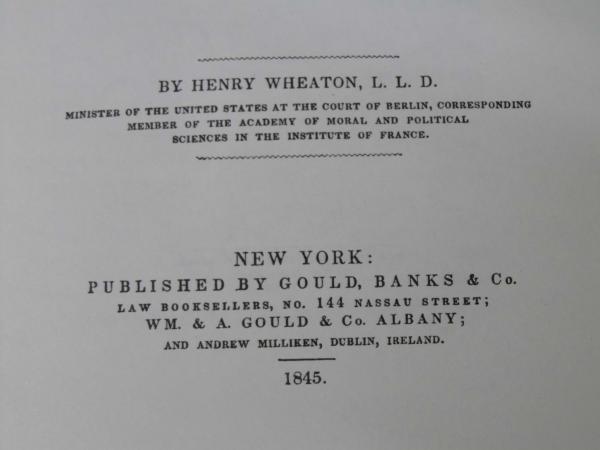 BY HENRY WHEATON, L. L. D.
MINISTER OF THE UNITED STATES AT THE COURT OF BERLIN, CORRESPONDING
MEMBER OF THE ACADEMY OF MORAL AND POLITICAL
SCIENCES IN THE INSTITUTE OF FRANCE.
NEW YORK:
PUBLISHED BY GOULD, BANKS & Co.
LAW BOOKSELLERS, NO. 144 NASSAU STREET;
WM. & A. GOULD & Co. ALBANY;
AND ANDREW MILLIKEN, DUBLIN, IRELAND.
1845.